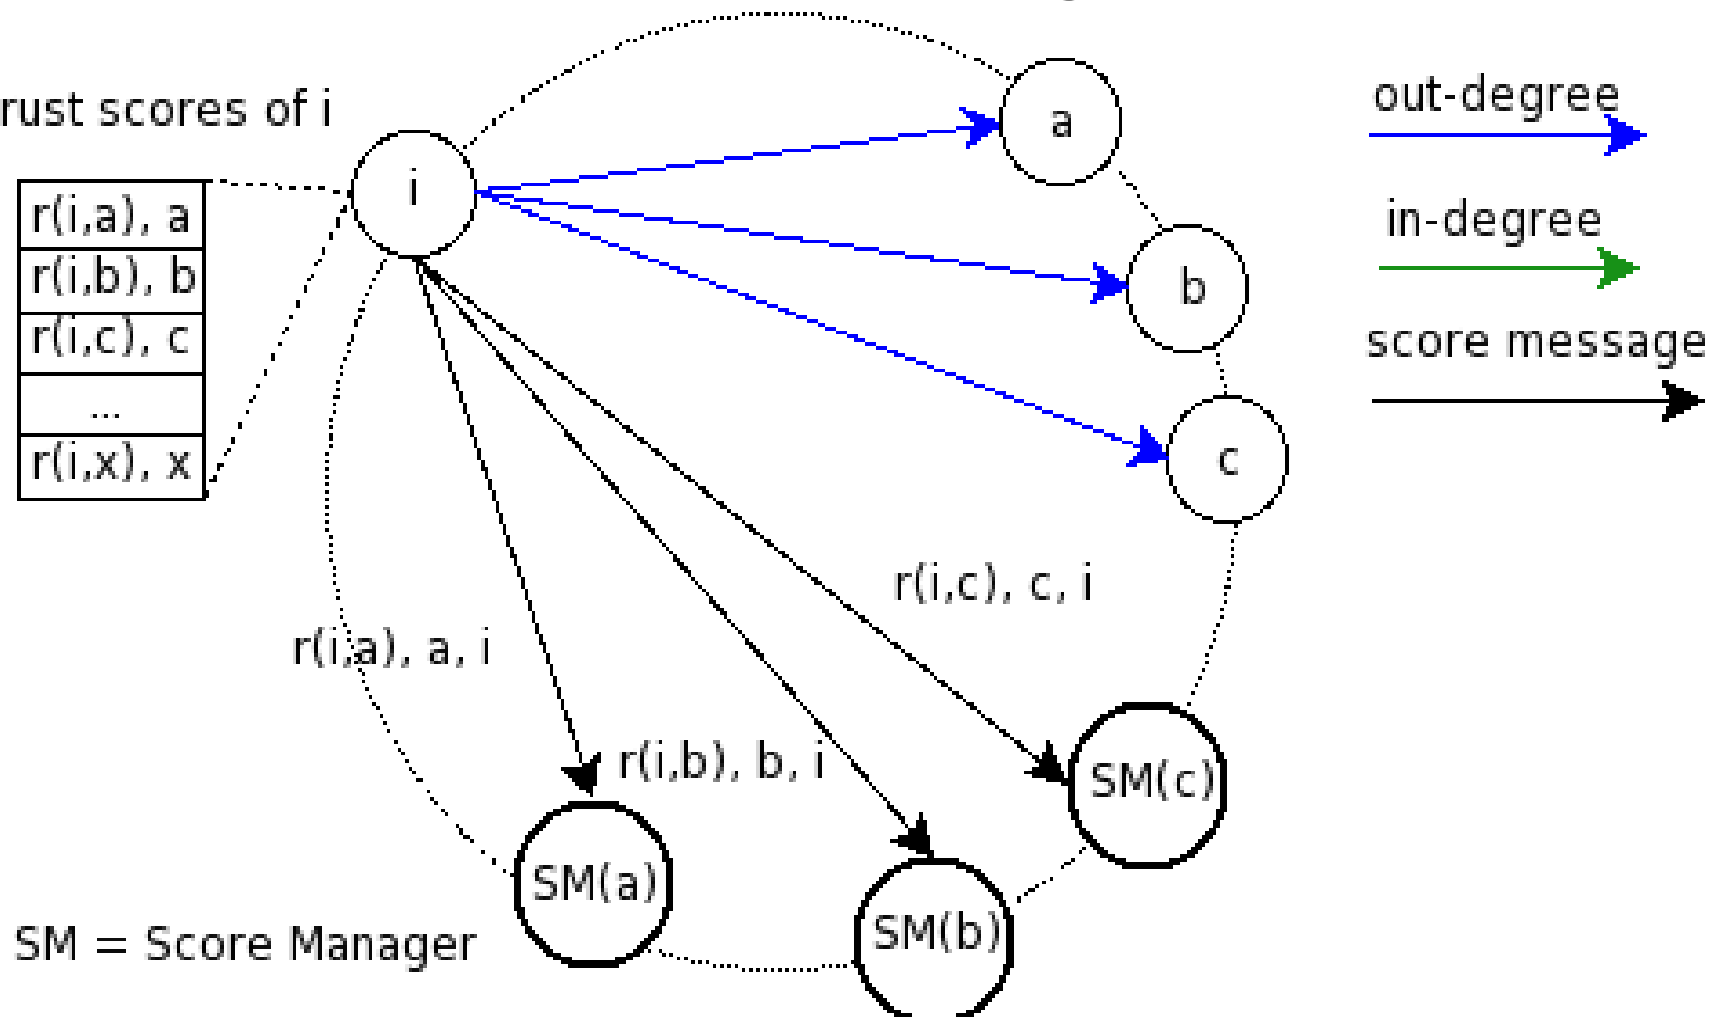 rust scores of i
r(i,a), a
r(i,b), b
r(i,c), c
...
r(i,x), x
i
a
b
c
out-degree
in-degree
score message
r(i,c), c, i
r(i,a), a, i
r(i,b), b, i
SM(c)
SM(a)
SM(b)
SM = Score Manager